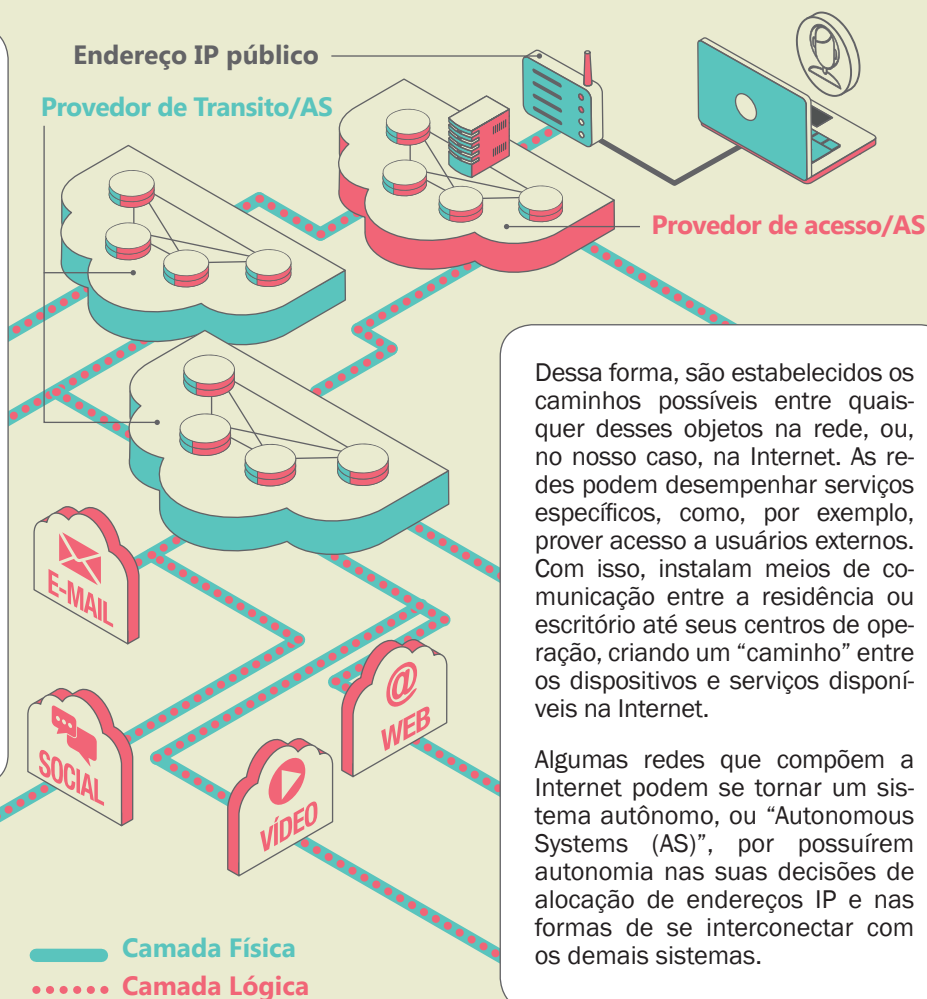 Endereço IP público
Provedor de Transito/AS
Provedor de acesso/AS
Dessa forma, são estabelecidos os
caminhos possíveis entre quais-
quer desses objetos na rede, ou,
no nosso caso, na Internet. As re-
des podem desempenhar serviços
específicos, como, por exemplo,
prover acesso a usuários externos.
Com isso, instalam meios de co-
municação entre a residência ou
escritório até seus centros de ope-
ração, criando um “caminho” entre
os dispositivos e serviços disponí-
veis na Internet.
Algumas redes que compõem a
Internet podem se tornar um sis-
tema autônomo, ou “Autonomous
Systems (AS)”, por possuírem
autonomia nas suas decisões de
alocação de endereços IP e nas
formas de se interconectar com
os demais sistemas.
E-MAIL
SOCIAL
VÍDEO
@
WEB
Camada Física
Camada Lógica